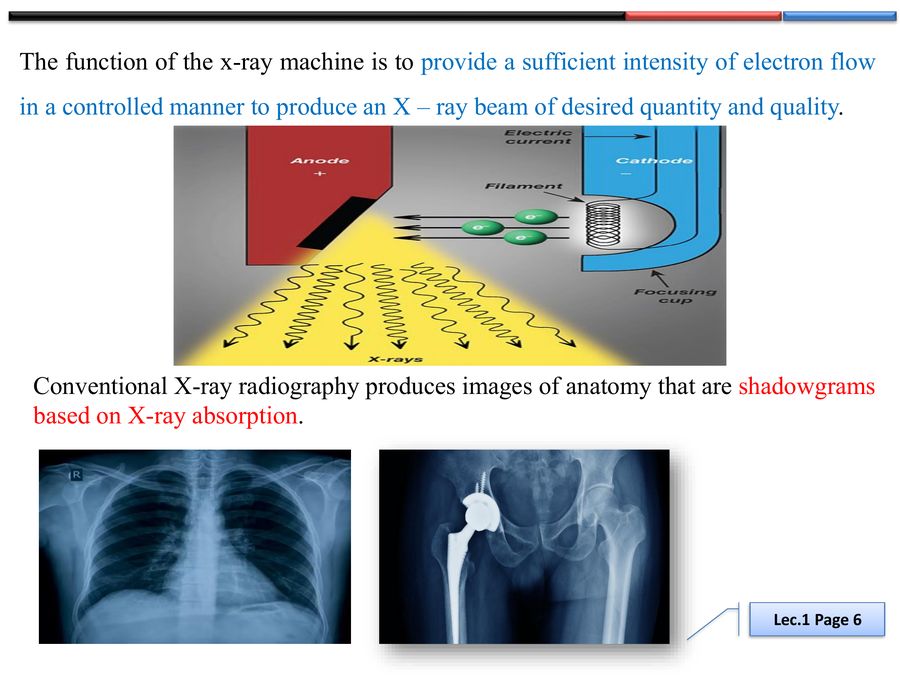 The function of the x-ray machine is to provide a sufficient intensity of electron flow
in a controlled manner to produce an X – ray beam of desired quantity and quality.
Electric
current
Anode
+
Cathode
–
Filament
e⁻
e⁻
e⁻
Focusing
cup
X-rays
Conventional X-ray radiography produces images of anatomy that are shadowgrams
based on X-ray absorption.
R
Lec.1 Page 6